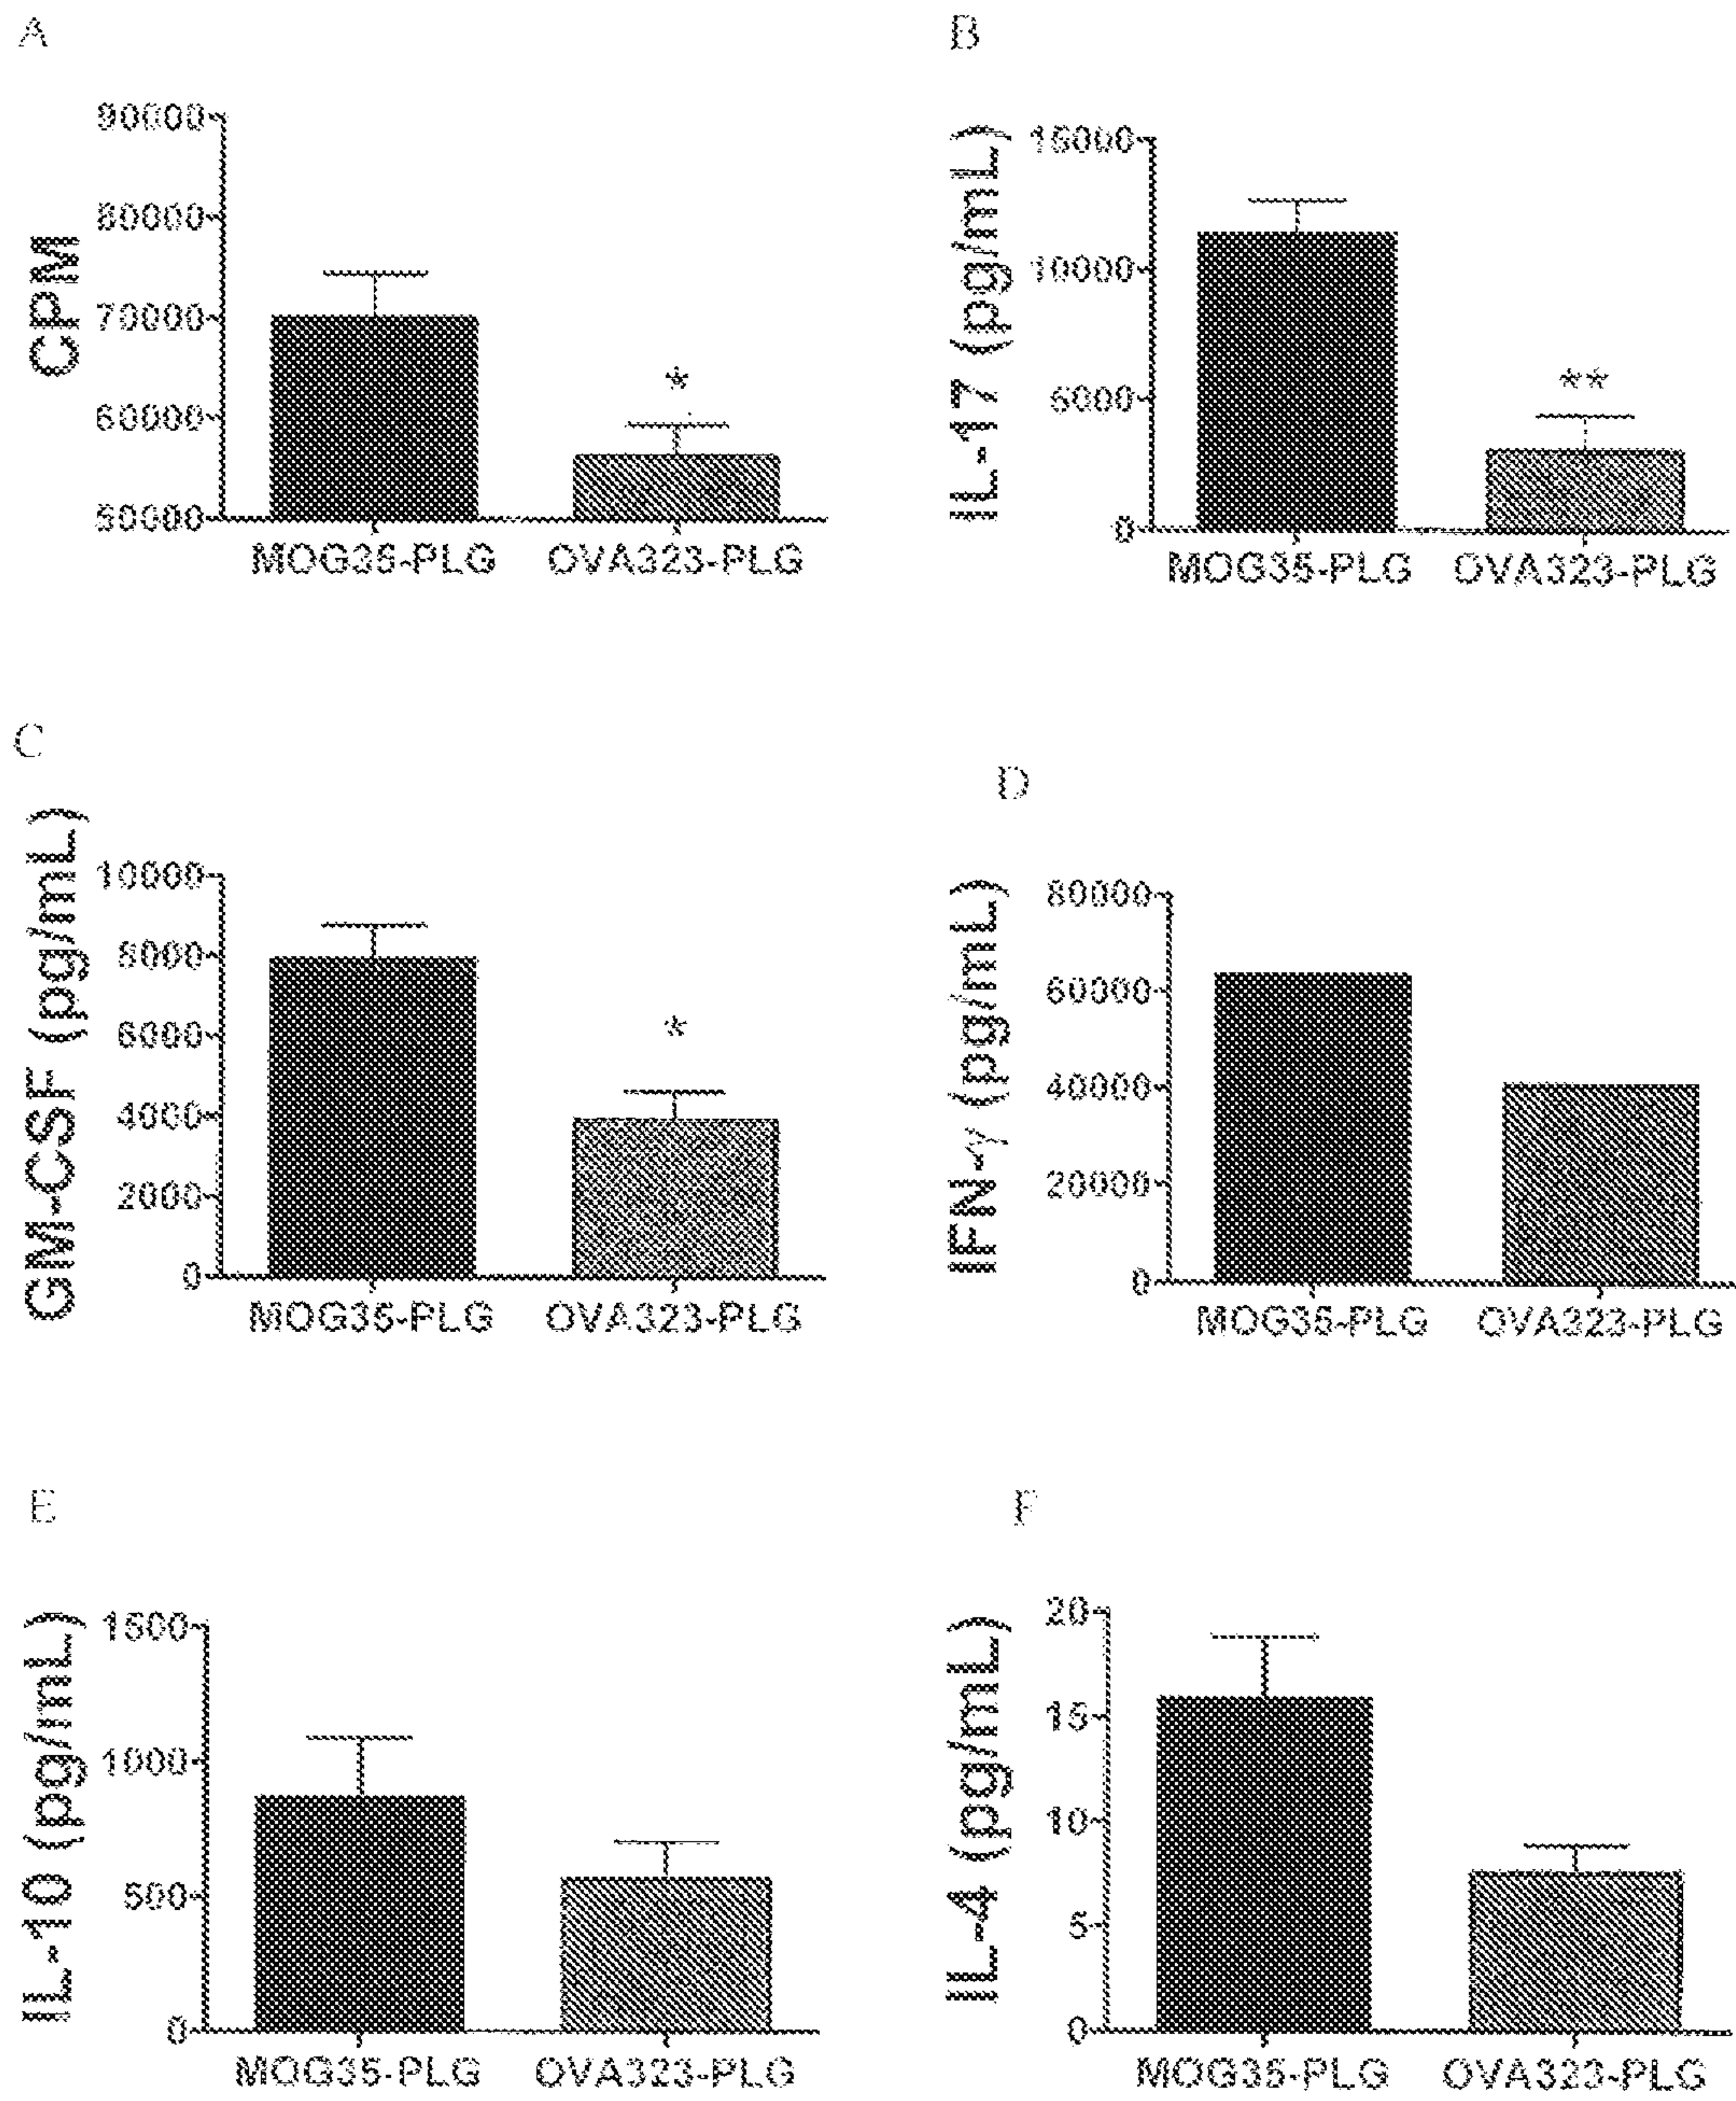 A
CPM
90000
80000
70000
60000
50000
*
MOG35-PLG
OVA323-PLG
B
IL-17 (pg/mL)
15000
10000
5000
0
**
MOG35-PLG
OVA323-PLG
C
GM-CSF (pg/mL)
10000
8000
6000
4000
2000
0
*
MOG35-PLG
OVA323-PLG
D
IFN-γ (pg/mL)
80000
60000
40000
20000
0
MOG35-PLG
OVA323-PLG
E
IL-10 (pg/mL)
1500
1000
500
0
MOG35-PLG
OVA323-PLG
F
IL-4 (pg/mL)
20
15
10
5
0
MOG35-PLG
OVA323-PLG